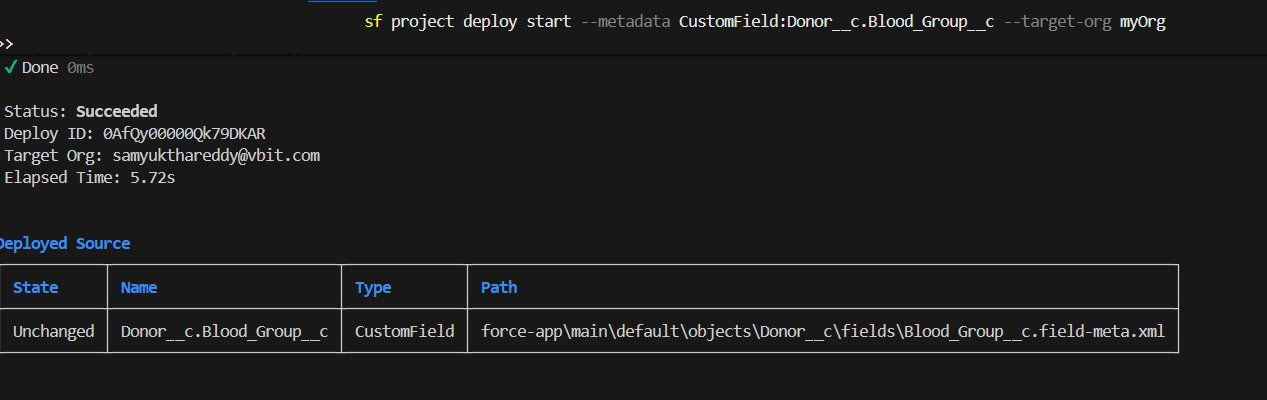 sf project deploy start --metadata CustomField:Donor__c.Blood_Group__c --target-org myOrg
>>
✓ Done 0ms
Status: Succeeded
Deploy ID: 0AfQy00000Qk79DKAR
Target Org: samyukthareddy@vbit.com
Elapsed Time: 5.72s
Deployed Source
State Name Type Path
Unchanged Donor__c.Blood_Group__c CustomField force-app\main\default\objects\Donor__c\fields\Blood_Group__c.field-meta.xml